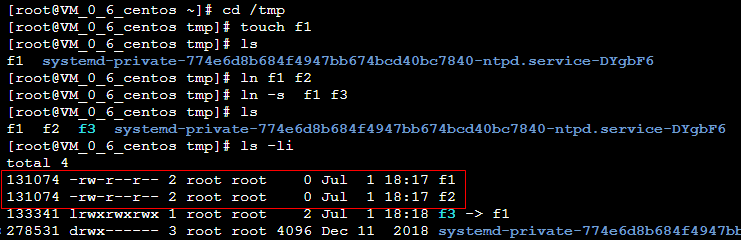 [root@VM_0_6_centos ~]# cd /tmp
[root@VM_0_6_centos tmp]# touch f1
[root@VM_0_6_centos tmp]# ls
f1  systemd-private-774e6d8b684f4947bb674bcd40bc7840-ntpd.service-DYgbF6
[root@VM_0_6_centos tmp]# ln f1 f2
[root@VM_0_6_centos tmp]# ln -s  f1 f3
[root@VM_0_6_centos tmp]# ls
f1  f2  f3  systemd-private-774e6d8b684f4947bb674bcd40bc7840-ntpd.service-DYgbF6
[root@VM_0_6_centos tmp]# ls -li
total 4
131074 -rw-r--r-- 2 root root    0 Jul  1 18:17 f1
131074 -rw-r--r-- 2 root root    0 Jul  1 18:17 f2
133341 lrwxrwxrwx 1 root root    2 Jul  1 18:18 f3 -> f1
278531 drwx------ 3 root root 4096 Dec 11  2018 systemd-private-774e6d8b684f4947bb